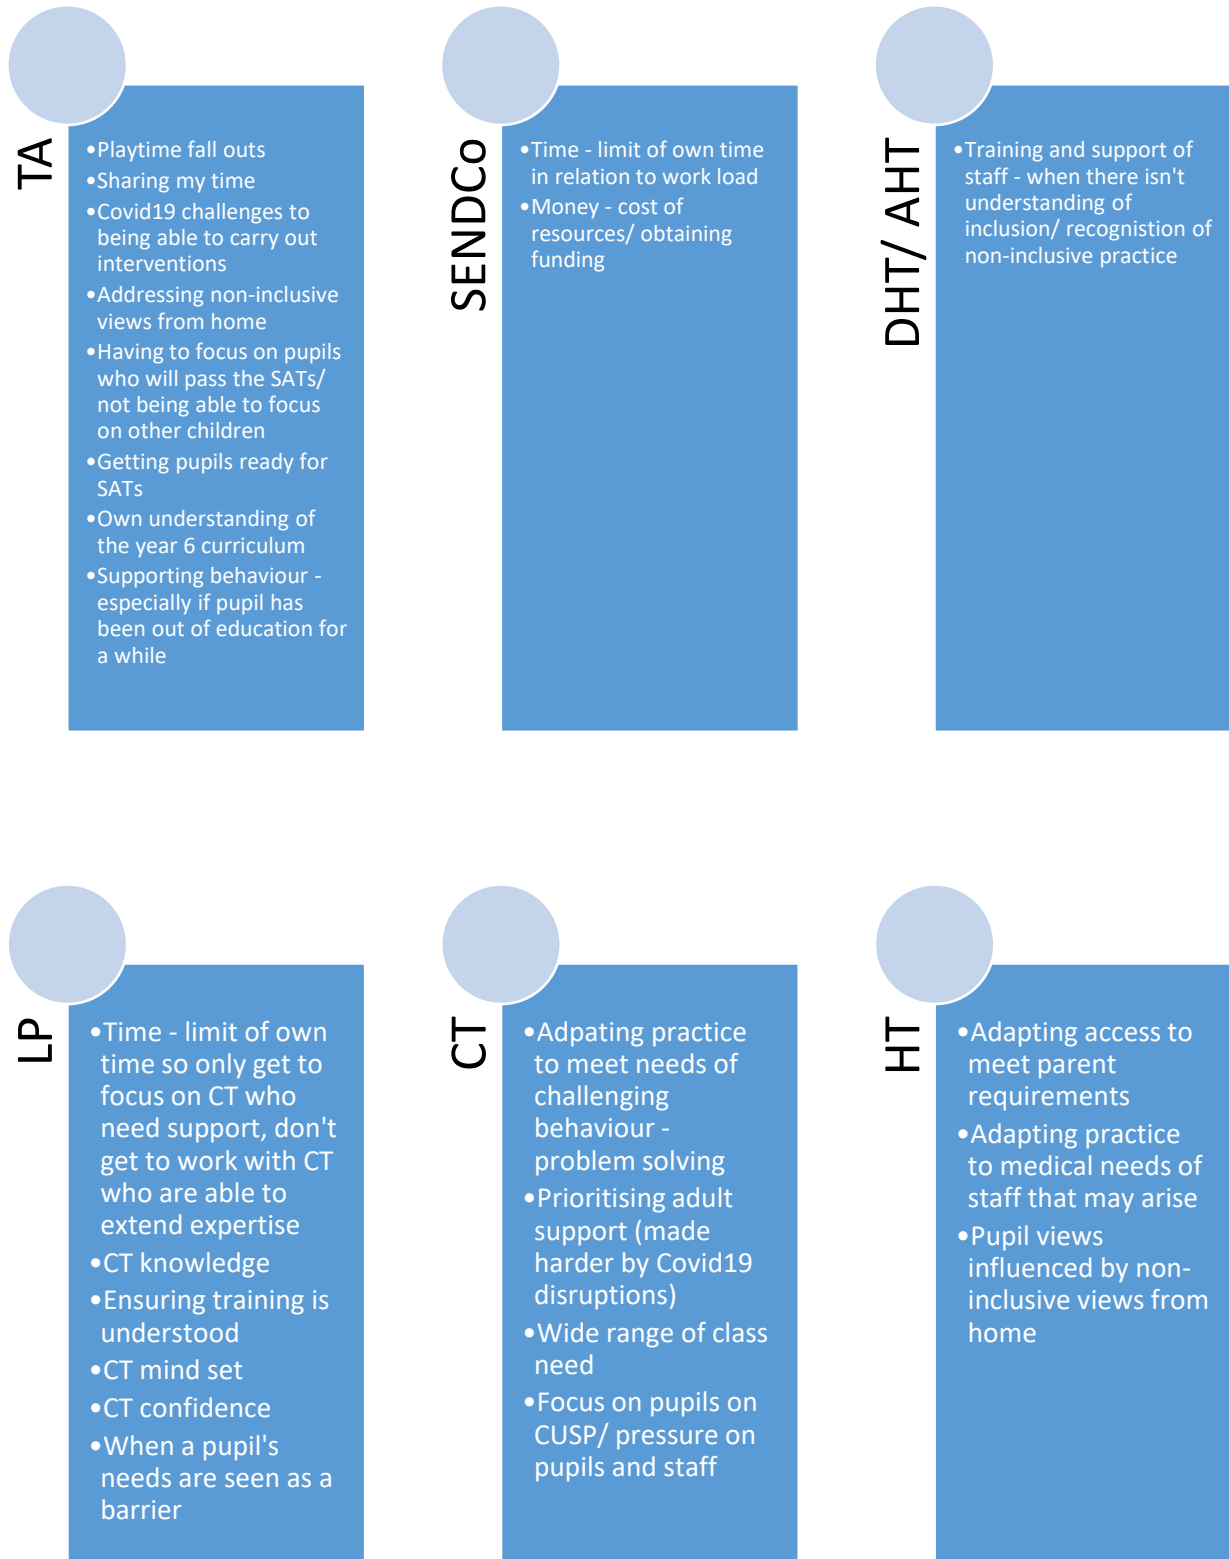 TA
•Playtime fall outs
•Sharing my time
•Covid19 challenges to
being able to carry out
interventions
•Addressing non-inclusive
views from home
•Having to focus on pupils
who will pass the SATs/
not being able to focus
on other children
•Getting pupils ready for
SATs
•Own understanding of
the year 6 curriculum
•Supporting behaviour -
especially if pupil has
been out of education for
a while
SENDCo
•Time - limit of own time
in relation to work load
•Money - cost of
resources/ obtaining
funding
DHT/ AHT
•Training and support of
staff - when there isn't
understanding of
inclusion/ recognistion of
non-inclusive practice
LP
•Time - limit of own
time so only get to
focus on CT who
need support, don't
get to work with CT
who are able to
extend expertise
•CT knowledge
•Ensuring training is
understood
•CT mind set
•CT confidence
•When a pupil's
needs are seen as a
barrier
CT
•Adpating practice
to meet needs of
challenging
behaviour -
problem solving
•Prioritising adult
support (made
harder by Covid19
disruptions)
•Wide range of class
need
•Focus on pupils on
CUSP/ pressure on
pupils and staff
HT
•Adapting access to
meet parent
requirements
•Adapting practice
to medical needs of
staff that may arise
•Pupil views
influenced by non-
inclusive views from
home